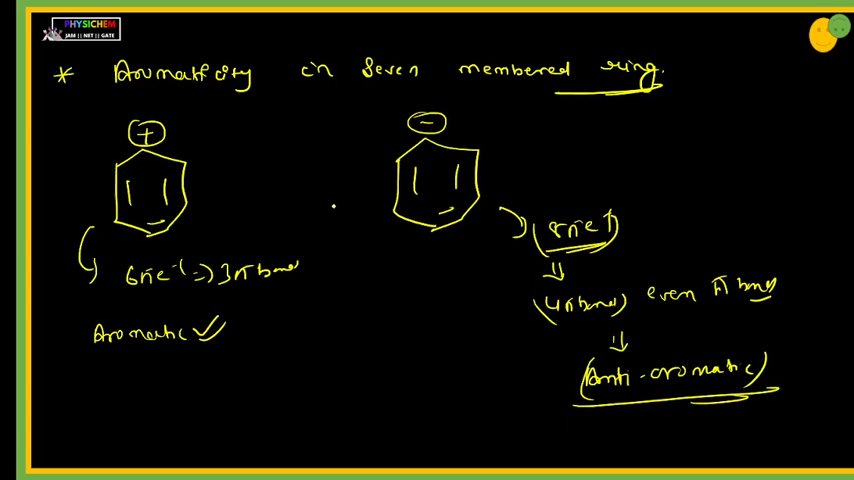 PHYSICHEM
JAM || NET || GATE
* Aromaticity in seven membered ring.
+
−
(8πe⁻)
6πe⁻ => 3π bond
⇓
(4π bond) even π bond
Aromatic ✓
⇓
(Anti-aromatic)